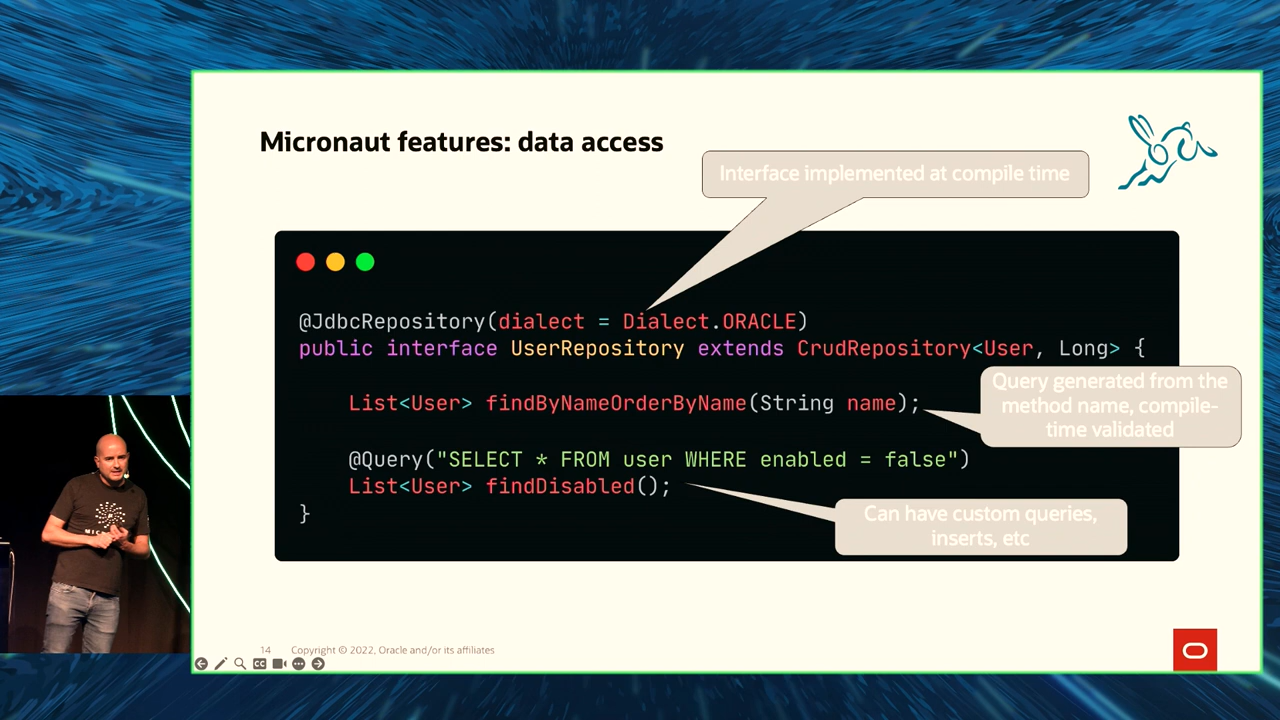 Micronaut features: data access
Interface implemented at compile time
@JdbcRepository(dialect = Dialect.ORACLE)
public interface UserRepository extends CrudRepository<User, Long> {
List<User> findByNameOrderByName(String name);
Query generated from the
method name, compile-
time validated
@Query("SELECT * FROM user WHERE enabled = false")
List<User> findDisabled();
Can have custom queries,
inserts, etc
}
14 Copyright © 2022, Oracle and/or its affiliates
CC